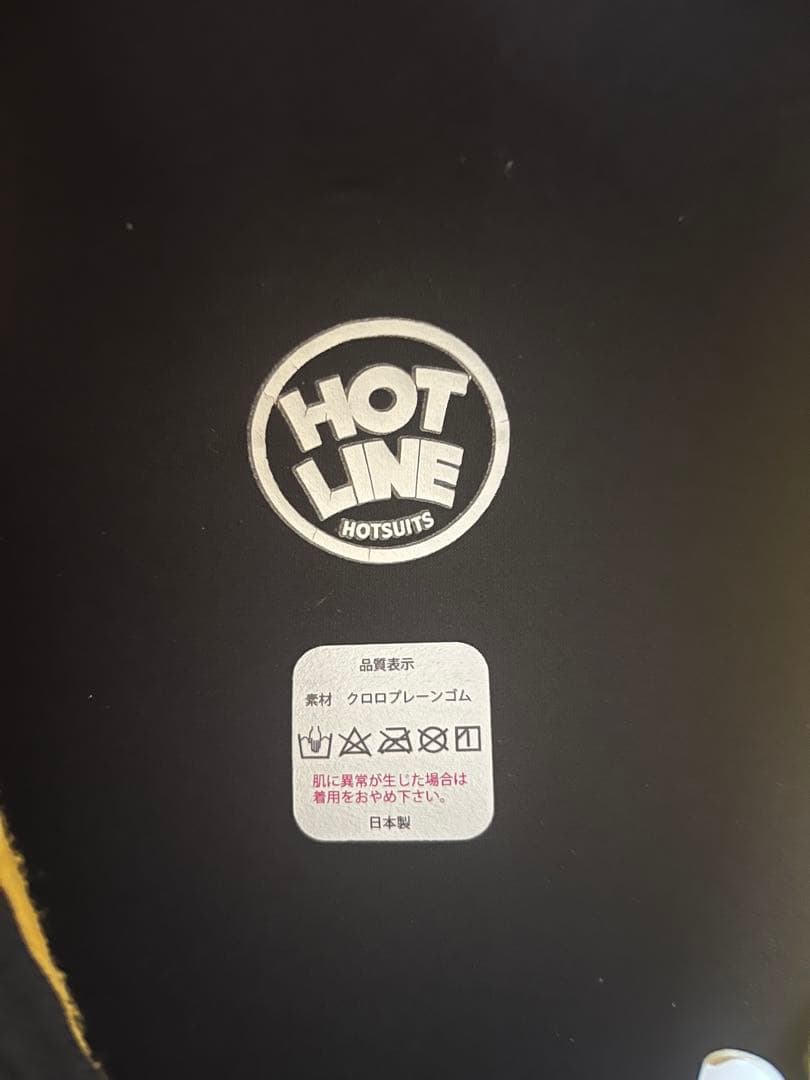 HOT
LINE
HOTSUITS
品質表示
素材 クロロプレーンゴム
肌に異常が生じた場合は
着用をおやめ下さい。
日本製